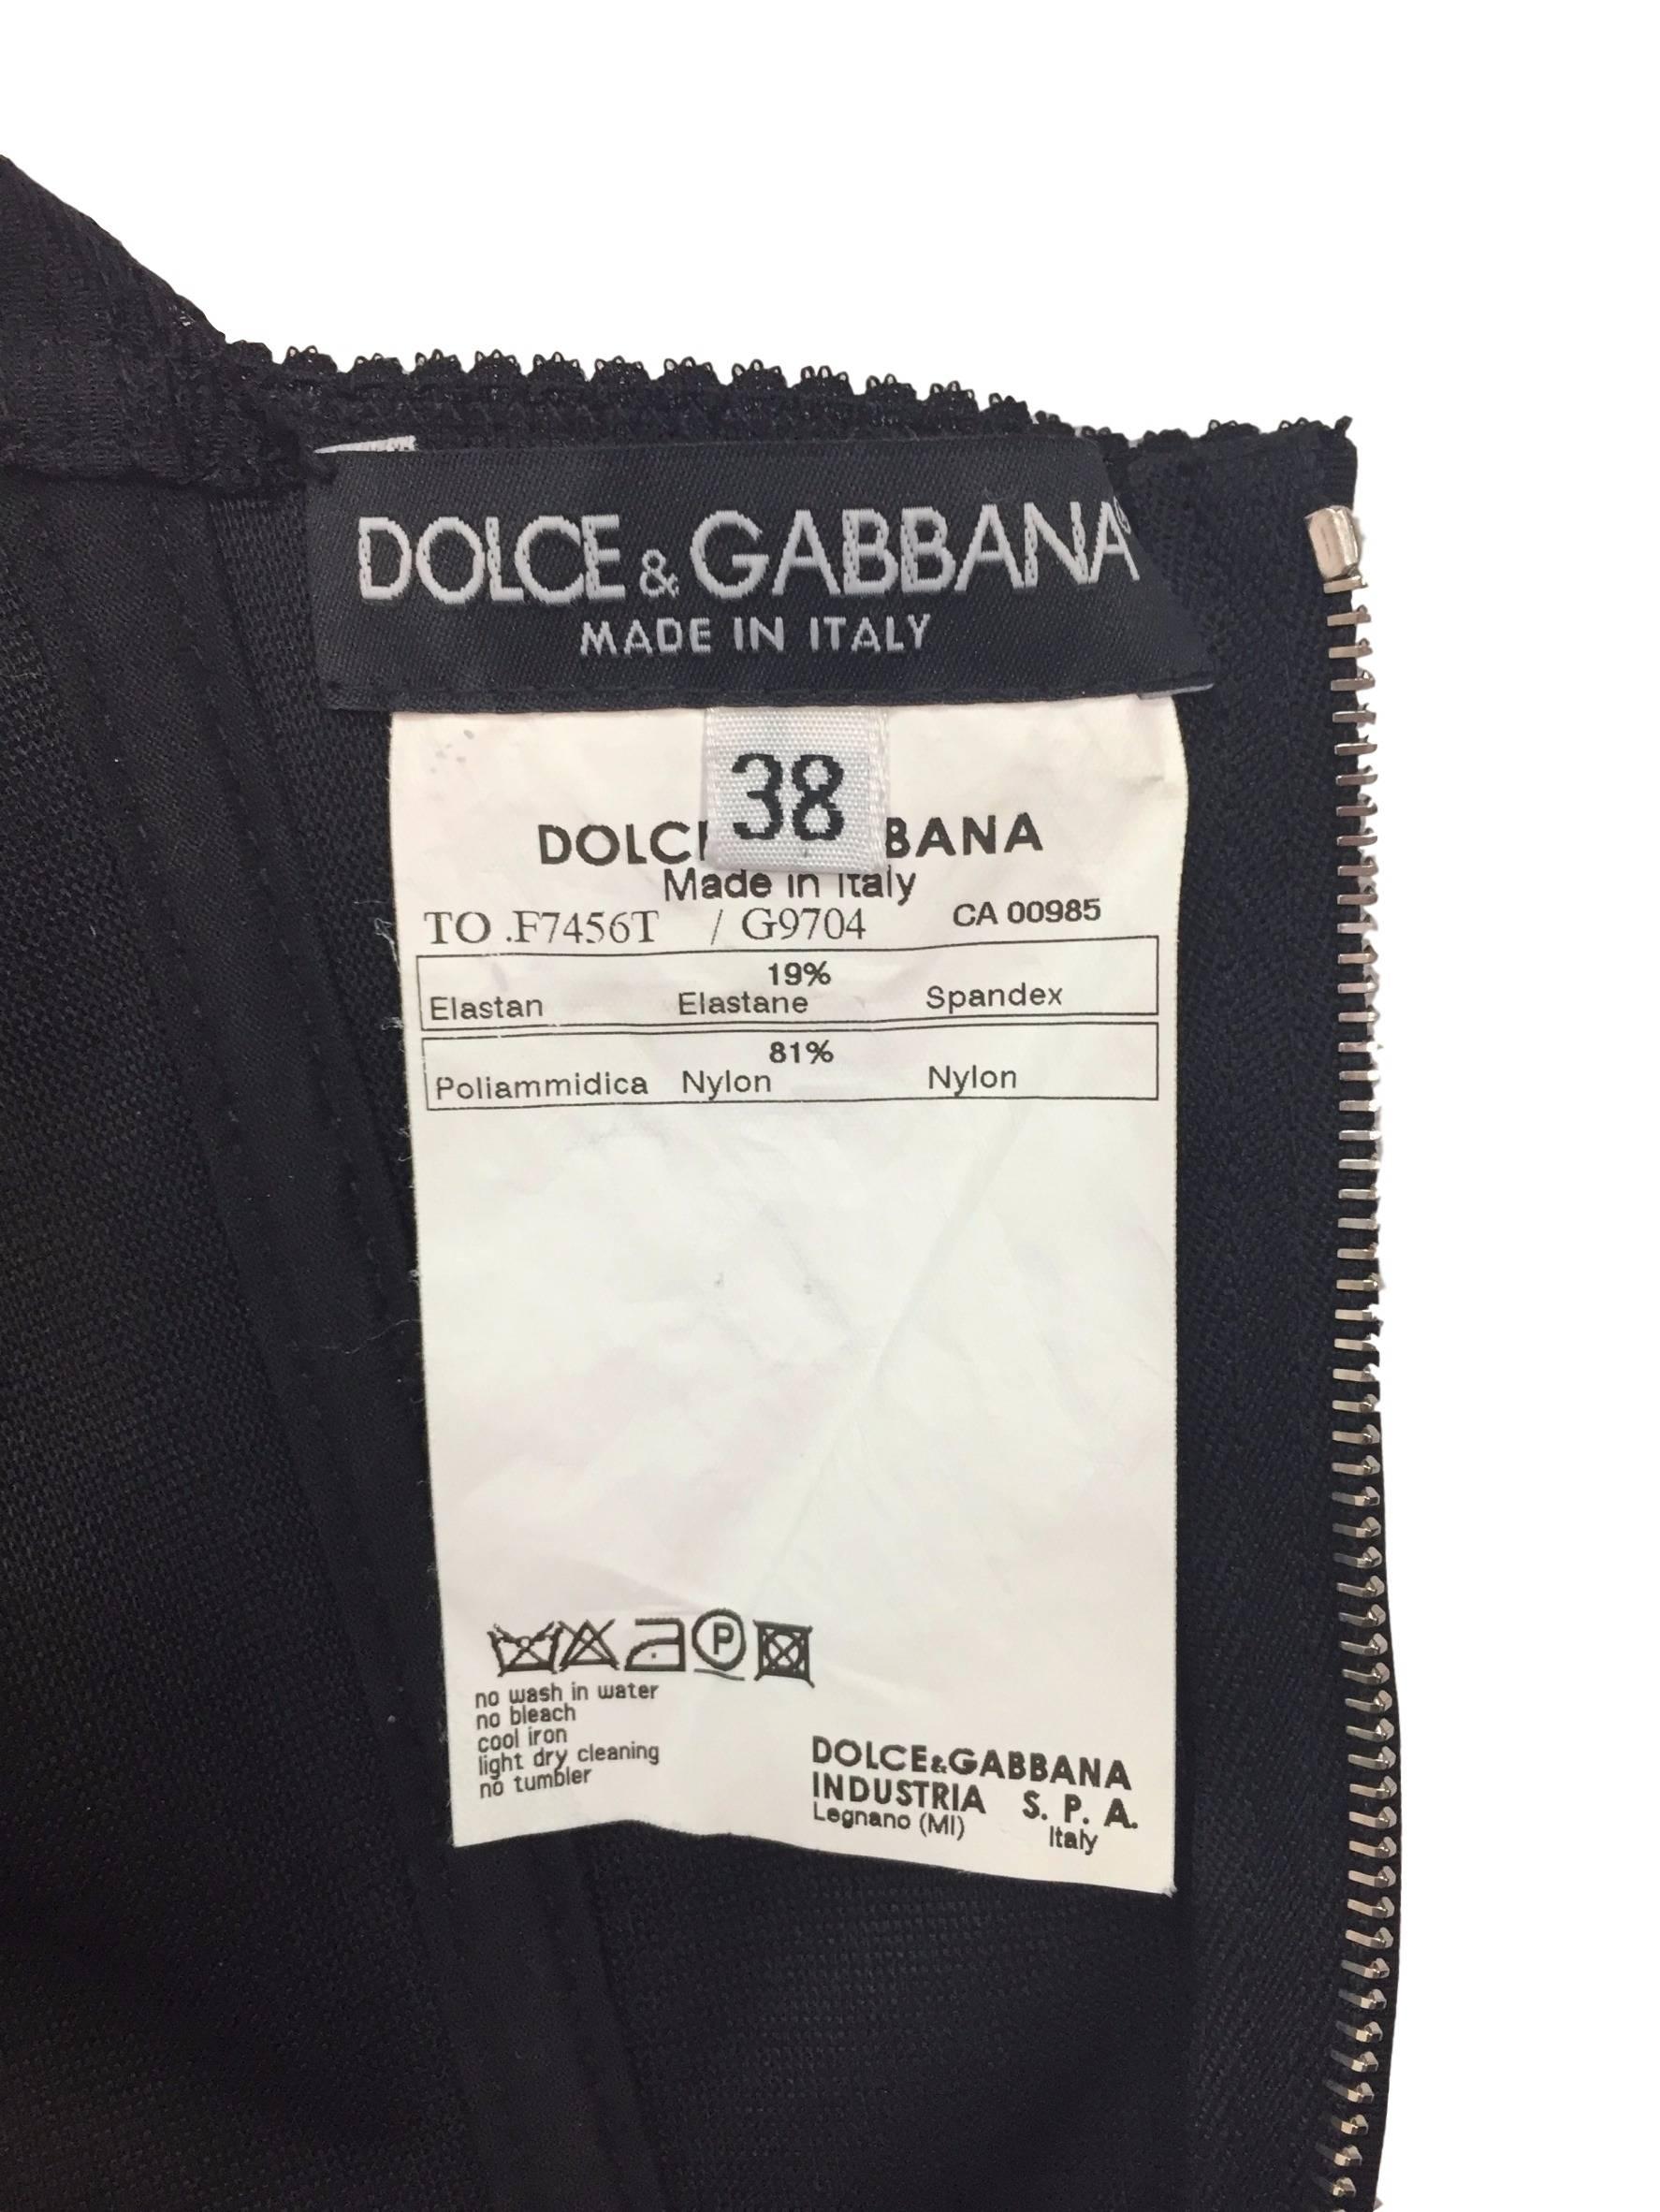 DOLCE & GABBANA
MADE IN ITALY
38
DOLC BANA
Made in Italy
TO .F7456T / G9704 CA 00985
19%
Elastan Elastane Spandex
81%
Poliammidica Nylon Nylon
P
no wash in water
no bleach
cool iron
light dry cleaning
no tumbler
DOLCE&GABBANA
INDUSTRIA S. P. A.
Legnano (MI) Italy